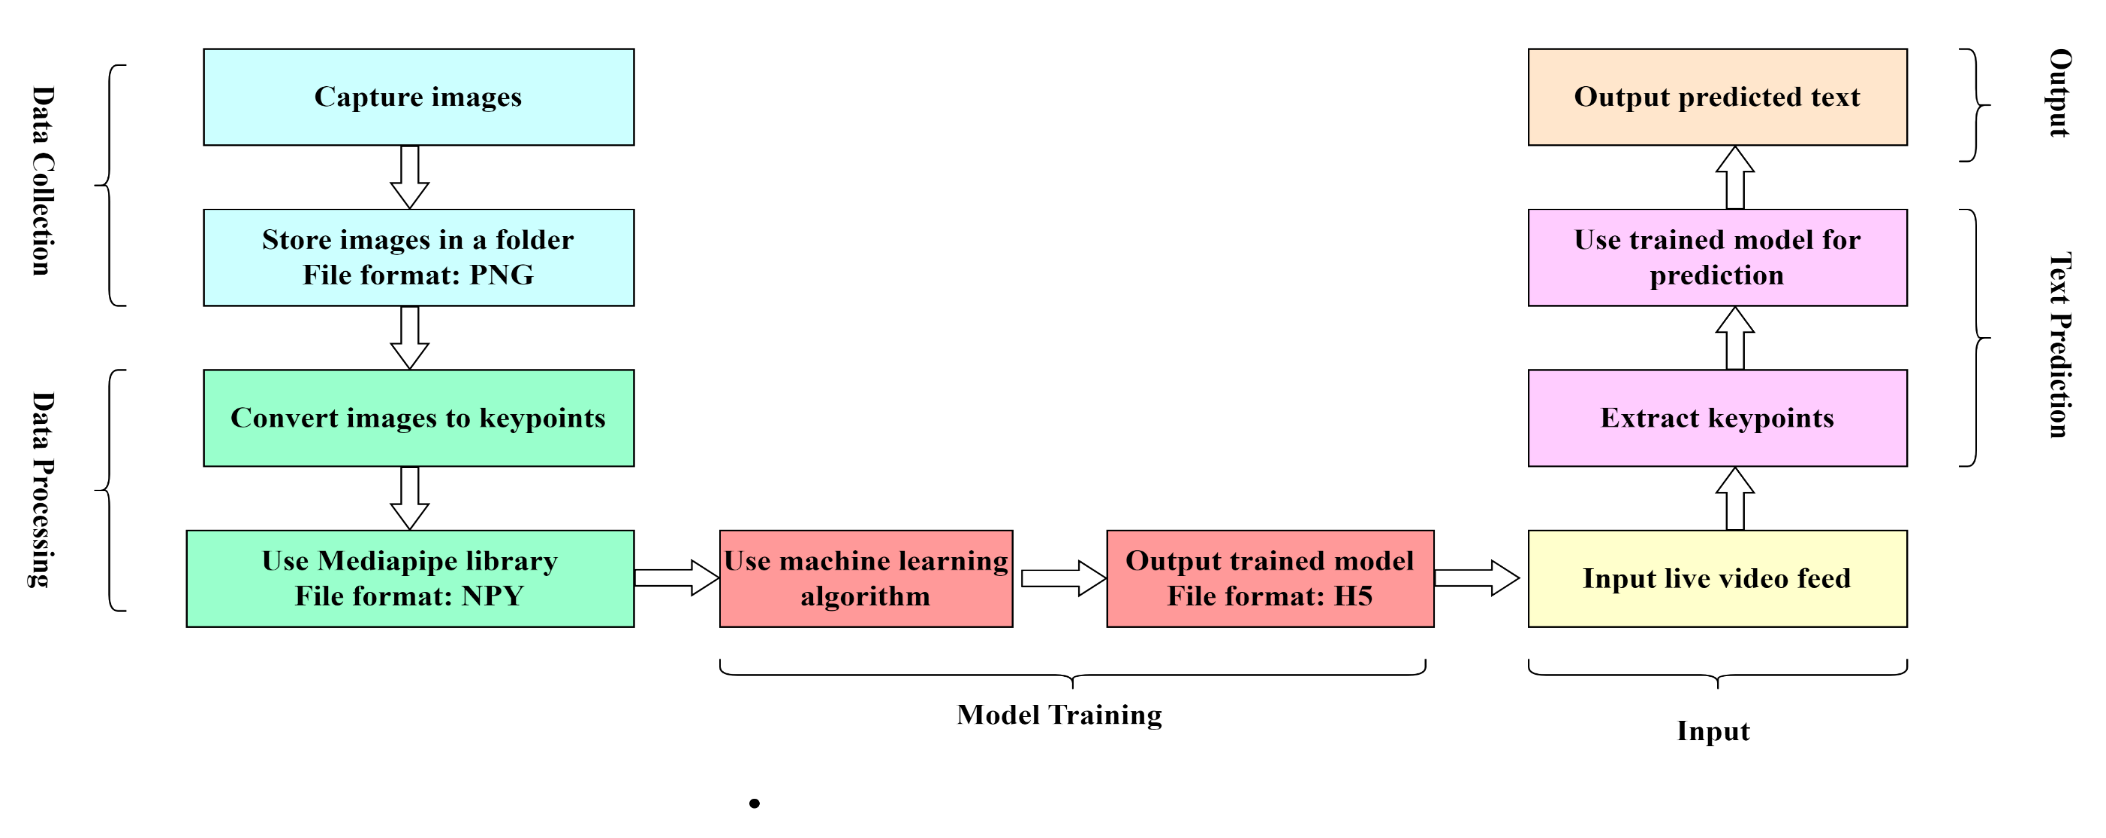 Data Collection
Capture images
Store images in a folder
File format: PNG
Data Processing
Convert images to keypoints
Use Mediapipe library
File format: NPY
Use machine learning
algorithm
Output trained model
File format: H5
Model Training
Input live video feed
Input
Extract keypoints
Use trained model for
prediction
Text Prediction
Output predicted text
Output